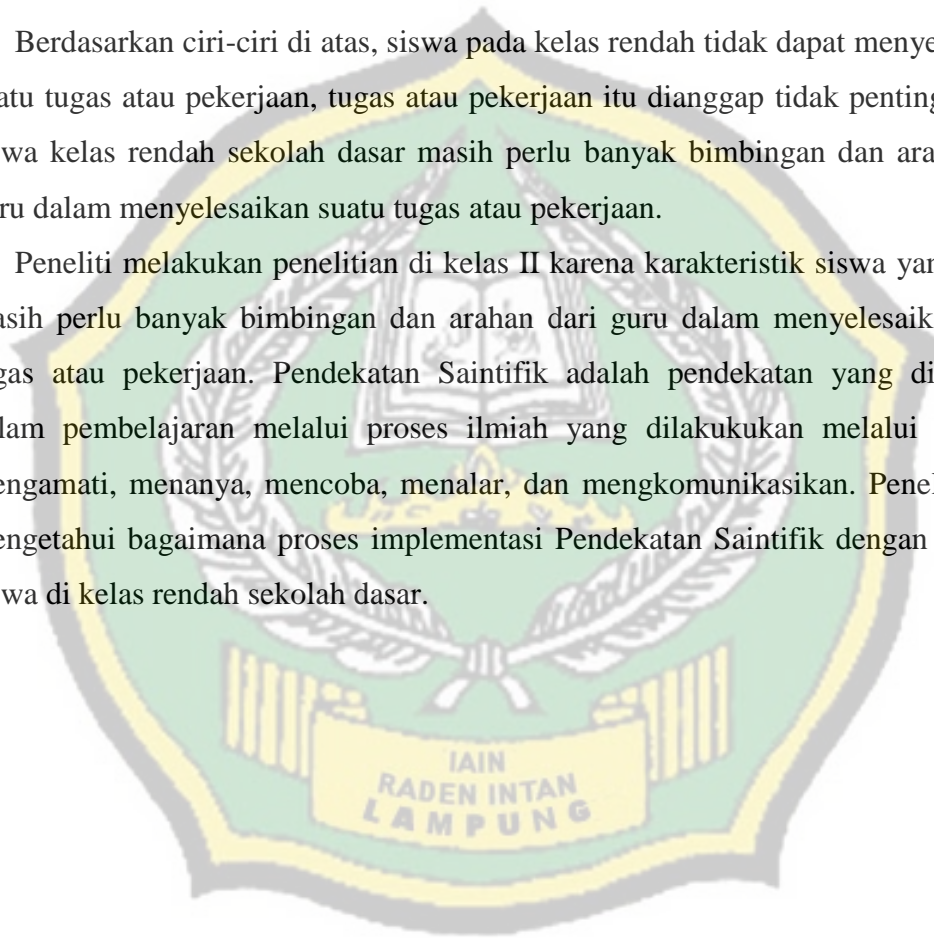 Berdasarkan ciri-ciri di atas, siswa pada kelas rendah tidak dapat menye
atu tugas atau pekerjaan, tugas atau pekerjaan itu dianggap tidak penting
swa kelas rendah sekolah dasar masih perlu banyak bimbingan dan ara
ru dalam menyelesaikan suatu tugas atau pekerjaan.
Peneliti melakukan penelitian di kelas II karena karakteristik siswa yan
asih perlu banyak bimbingan dan arahan dari guru dalam menyelesaik
gas atau pekerjaan. Pendekatan Saintifik adalah pendekatan yang di
lam pembelajaran melalui proses ilmiah yang dilakukukan melalui
engamati, menanya, mencoba, menalar, dan mengkomunikasikan. Penel
engetahui bagaimana proses implementasi Pendekatan Saintifik dengan
swa di kelas rendah sekolah dasar.
IAIN
RADEN INTAN
LAMPUNG